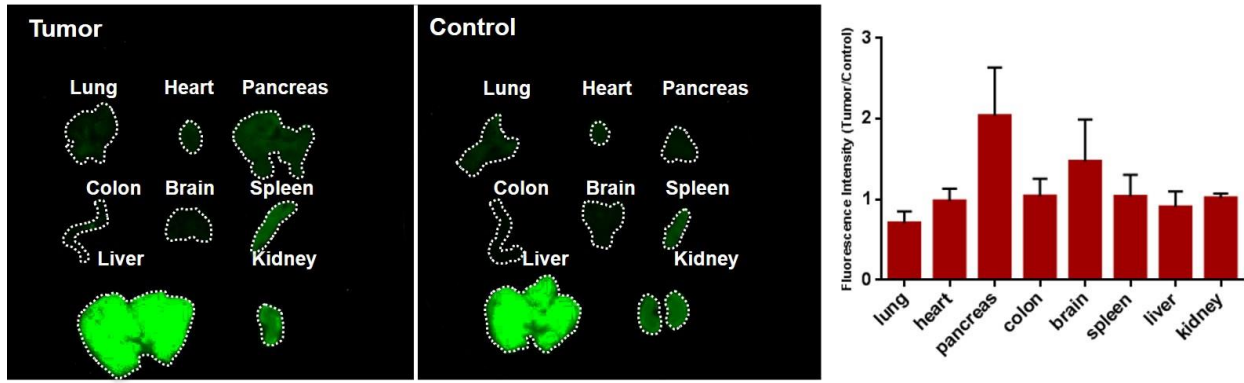 Tumor
Lung Heart Pancreas
Colon Brain Spleen
Liver Kidney
Control
Lung Heart Pancreas
Colon Brain Spleen
Liver Kidney
Fluorescence Intensity (Tumor/Control)
3
2
1
0
lung
heart
pancreas
colon
brain
spleen
liver
kidney